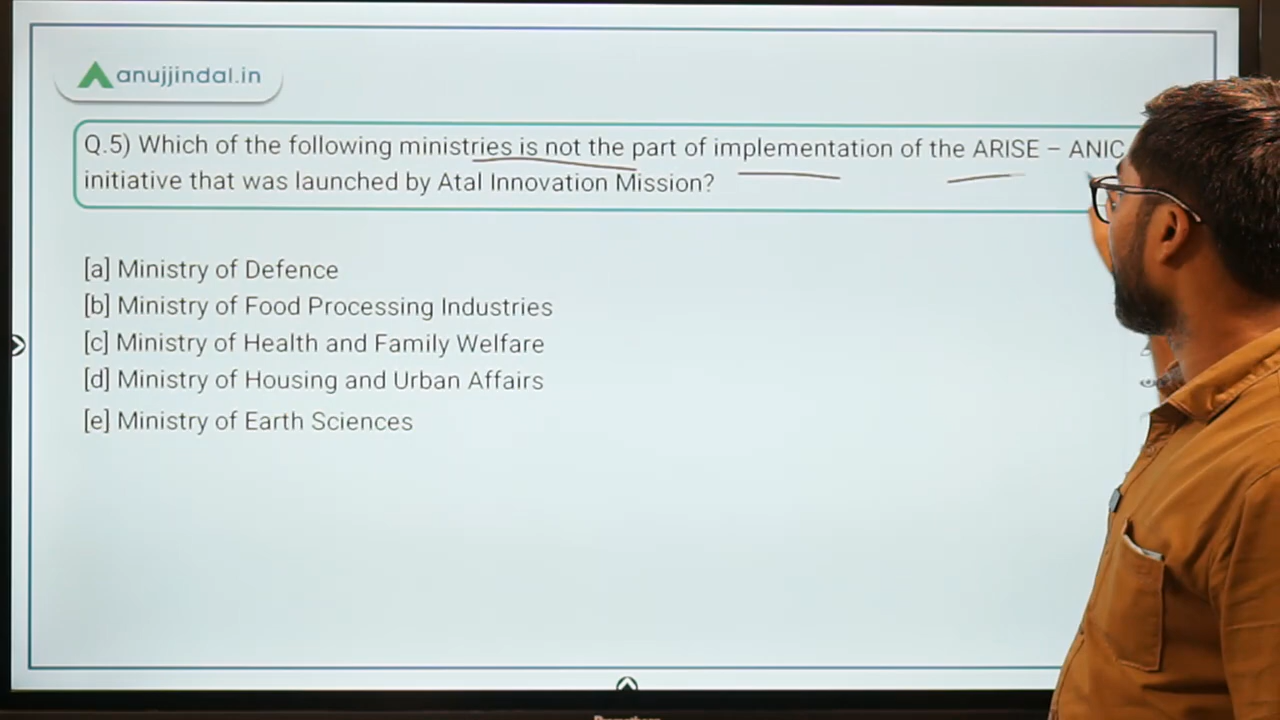 anujjindal.in
Q.5) Which of the following ministries is not the part of implementation of the ARISE – ANIC
initiative that was launched by Atal Innovation Mission?
[a] Ministry of Defence
[b] Ministry of Food Processing Industries
[c] Ministry of Health and Family Welfare
[d] Ministry of Housing and Urban Affairs
[e] Ministry of Earth Sciences